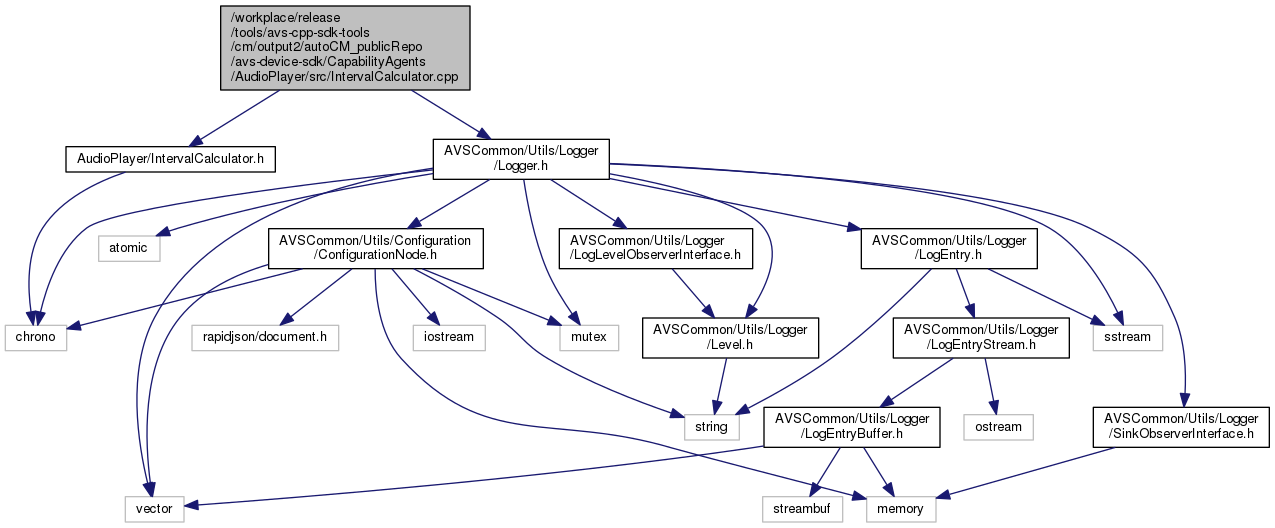 /workplace/release
/tools/avs-cpp-sdk-tools
/cm/output2/autoCM_publicRepo
/avs-device-sdk/CapabilityAgents
/AudioPlayer/src/IntervalCalculator.cpp
AudioPlayer/IntervalCalculator.h
AVSCommon/Utils/Logger
/Logger.h
atomic
AVSCommon/Utils/Configuration
/ConfigurationNode.h
AVSCommon/Utils/Logger
/LogLevelObserverInterface.h
AVSCommon/Utils/Logger
/LogEntry.h
chrono
rapidjson/document.h
iostream
mutex
AVSCommon/Utils/Logger
/Level.h
AVSCommon/Utils/Logger
/LogEntryStream.h
sstream
string
AVSCommon/Utils/Logger
/LogEntryBuffer.h
ostream
AVSCommon/Utils/Logger
/SinkObserverInterface.h
vector
streambuf
memory